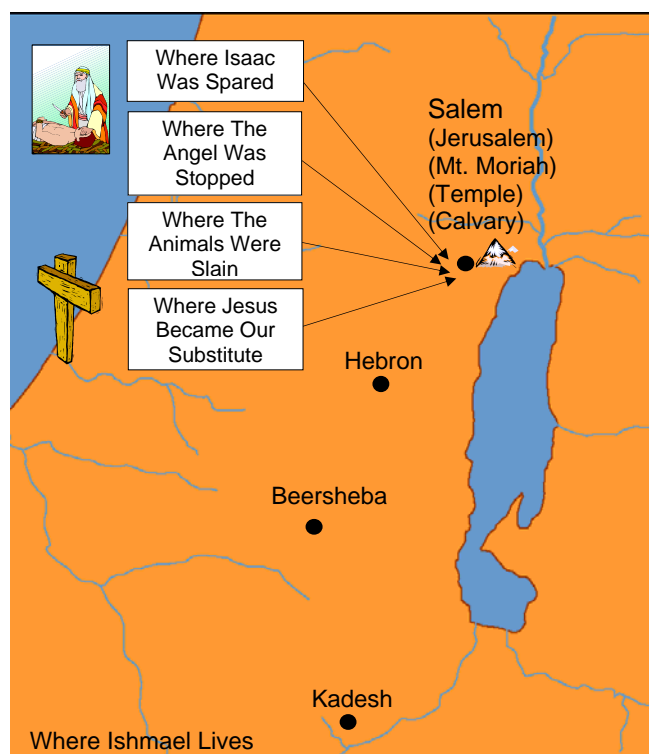 Where Isaac
Was Spared
Where The
Angel Was
Stopped
Where The
Animals Were
Slain
Where Jesus
Became Our
Substitute
Salem
(Jerusalem)
(Mt. Moriah)
(Temple)
(Calvary)
Hebron
Beersheba
Kadesh
Where Ishmael Lives